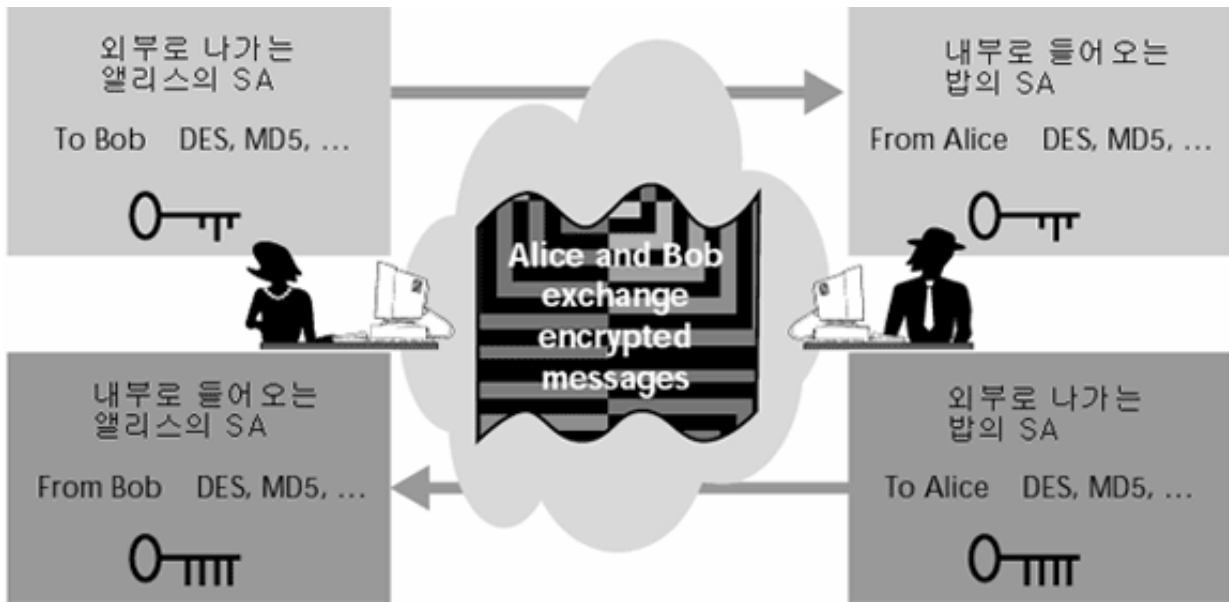 외부로 나가는
앨리스의 SA
To Bob DES, MD5, ...
내부로 들어오는
밥의 SA
From Alice DES, MD5, ...
Alice and Bob
exchange
encrypted
messages
내부로 들어오는
앨리스의 SA
From Bob DES, MD5, ...
외부로 나가는
밥의 SA
To Alice DES, MD5, ...